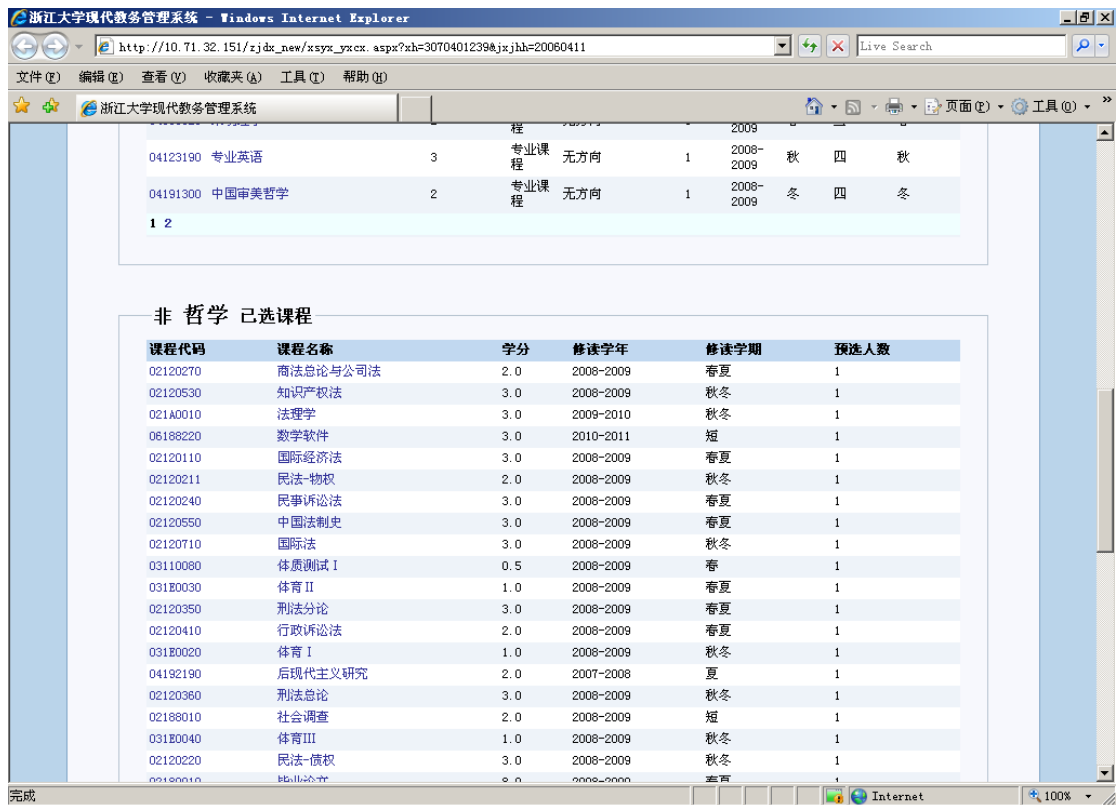 浙江大学现代教务管理系统 - Windows Internet Explorer
http://10.71.32.151/zjdx_new/xsyx_yxcx.aspx?xh=3070401239&jxjhh=20060411
Live Search
文件(F) 编辑(E) 查看(V) 收藏夹(A) 工具(T) 帮助(H)
浙江大学现代教务管理系统
页面(P) 工具(O) »
程 2009
04123190 专业英语 3 专业课程 无方向 1 2008-2009 秋 四 秋
04191300 中国审美哲学 2 专业课程 无方向 1 2008-2009 冬 四 冬
1 2
非 哲学 已选课程
课程代码 课程名称 学分 修读学年 修读学期 预选人数
02120270 商法总论与公司法 2.0 2008-2009 春夏 1
02120530 知识产权法 3.0 2008-2009 秋冬 1
021A0010 法理学 3.0 2009-2010 秋冬 1
06188220 数学软件 3.0 2010-2011 短 1
02120110 国际经济法 3.0 2008-2009 春夏 1
02120211 民法-物权 2.0 2008-2009 秋冬 1
02120240 民事诉讼法 3.0 2008-2009 春夏 1
02120550 中国法制史 3.0 2008-2009 春夏 1
02120710 国际法 3.0 2008-2009 秋冬 1
03110080 体质测试Ⅰ 0.5 2008-2009 春 1
031E0030 体育Ⅱ 1.0 2008-2009 春夏 1
02120350 刑法分论 3.0 2008-2009 春夏 1
02120410 行政诉讼法 2.0 2008-2009 春夏 1
031E0020 体育Ⅰ 1.0 2008-2009 秋冬 1
04192190 后现代主义研究 2.0 2007-2008 夏 1
02120360 刑法总论 3.0 2008-2009 秋冬 1
02188010 社会调查 2.0 2008-2009 短 1
031E0040 体育Ⅲ 1.0 2008-2009 秋冬 1
02120220 民法-债权 3.0 2008-2009 秋冬 1
毕业论文 8.0 2008-2009 春夏 1
完成 Internet 100%